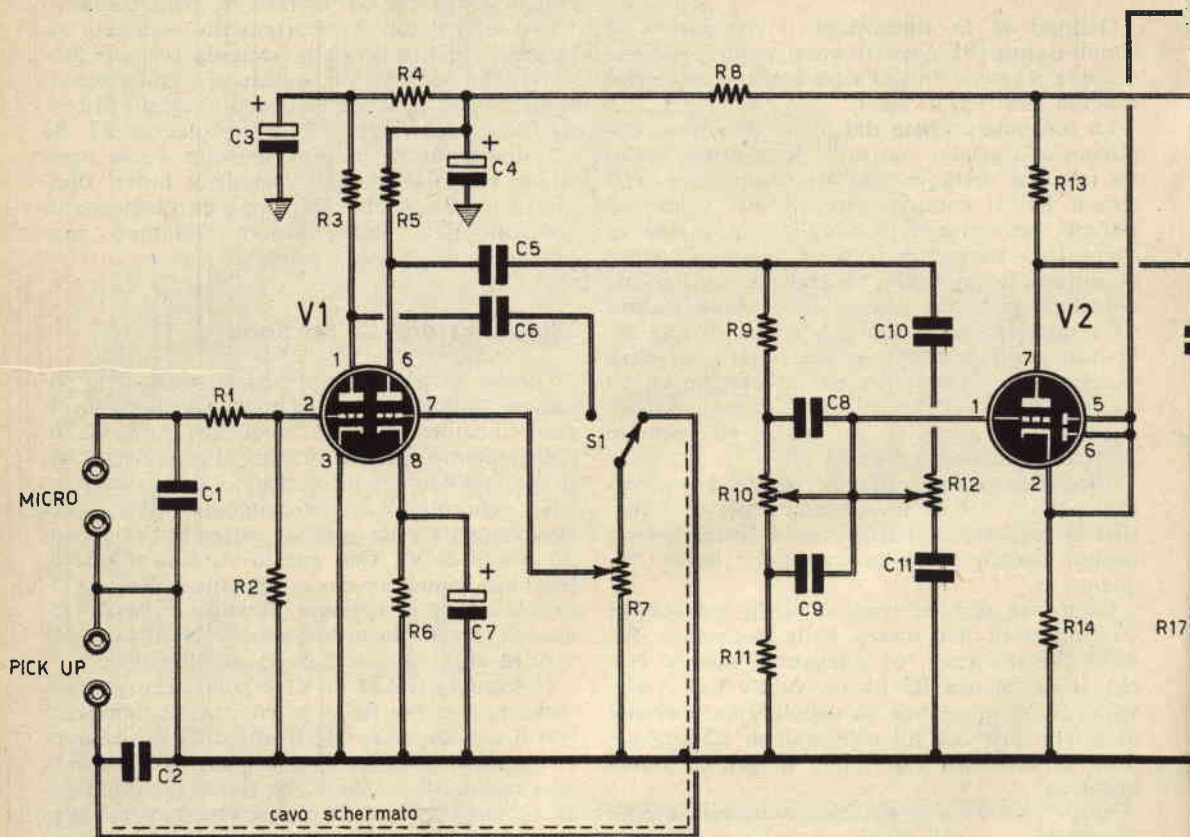 R4
R8
C3
+
C4
+
R3
R5
R13
C5
C6
V1
R9
C10
V2
1
6
7
R1
2
7
C8
1
5
3
8
S1
6
MICRO
C1
R10
R12
2
R2
R7
C11
R6
+
C7
C9
PICK UP
R11
R14
R17
C2
cavo schermato